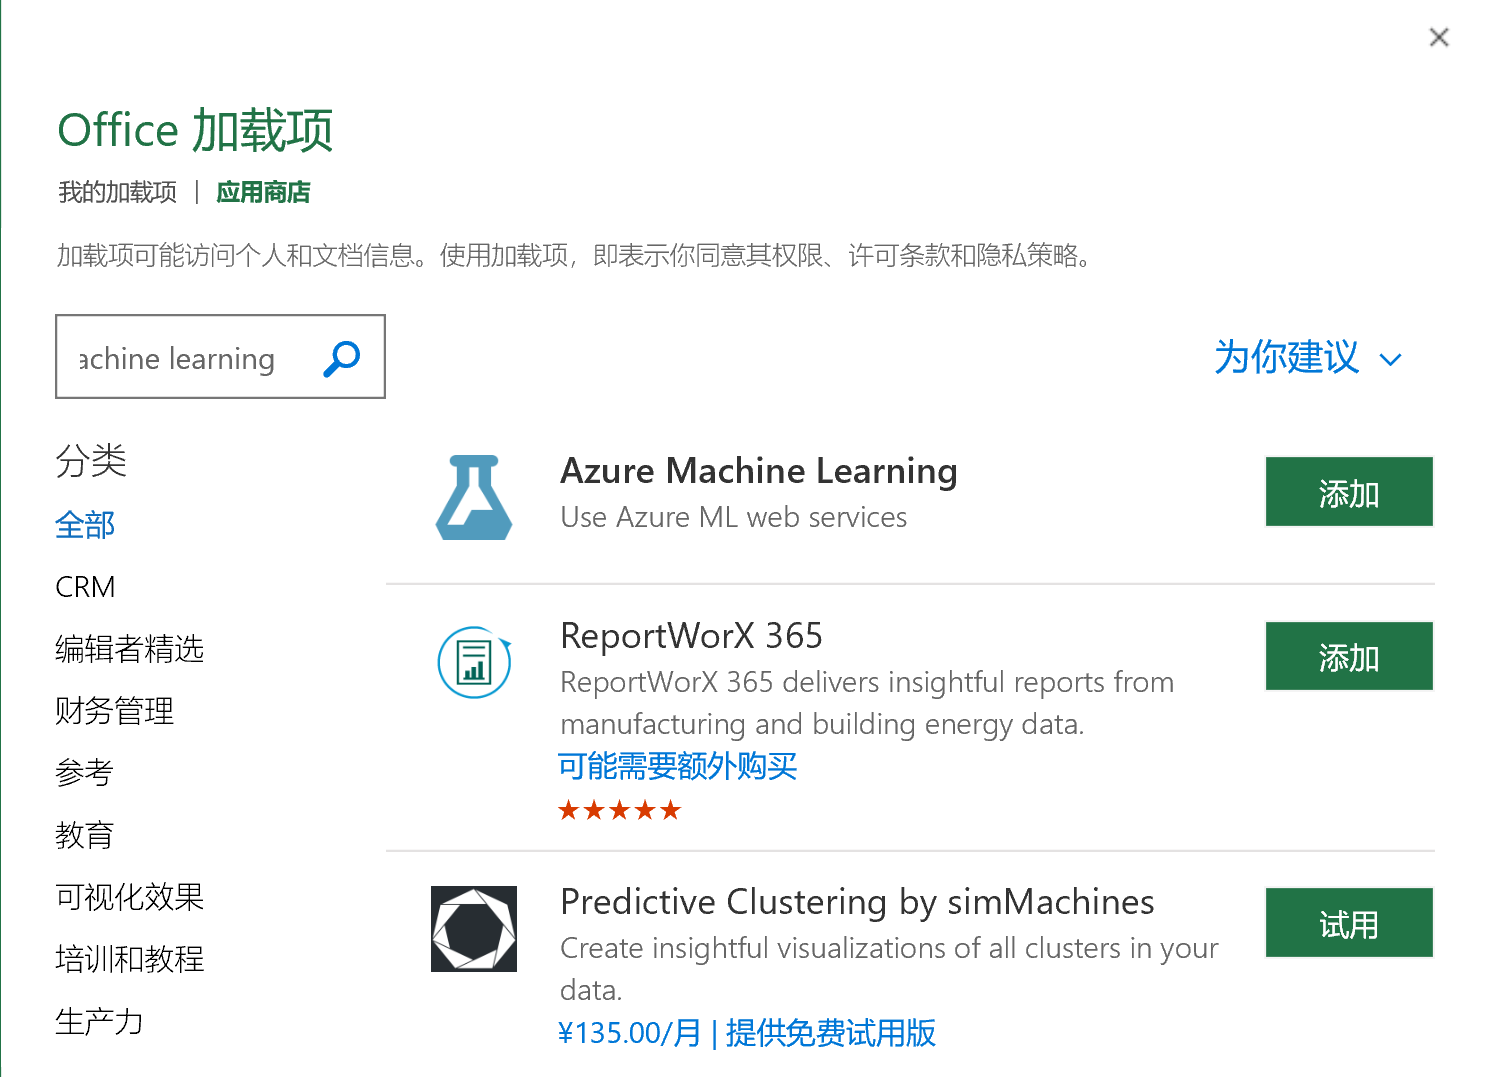 Office 加载项
我的加载项 | 应用商店
加载项可能访问个人和文档信息。使用加载项，即表示你同意其权限、许可条款和隐私策略。
achine learning
为你建议
分类
全部
CRM
编辑者精选
财务管理
参考
教育
可视化效果
培训和教程
生产力
Azure Machine Learning
Use Azure ML web services
添加
ReportWorX 365
ReportWorX 365 delivers insightful reports from
manufacturing and building energy data.
可能需要额外购买
添加
Predictive Clustering by simMachines
Create insightful visualizations of all clusters in your
data.
¥135.00/月 | 提供免费试用版
试用